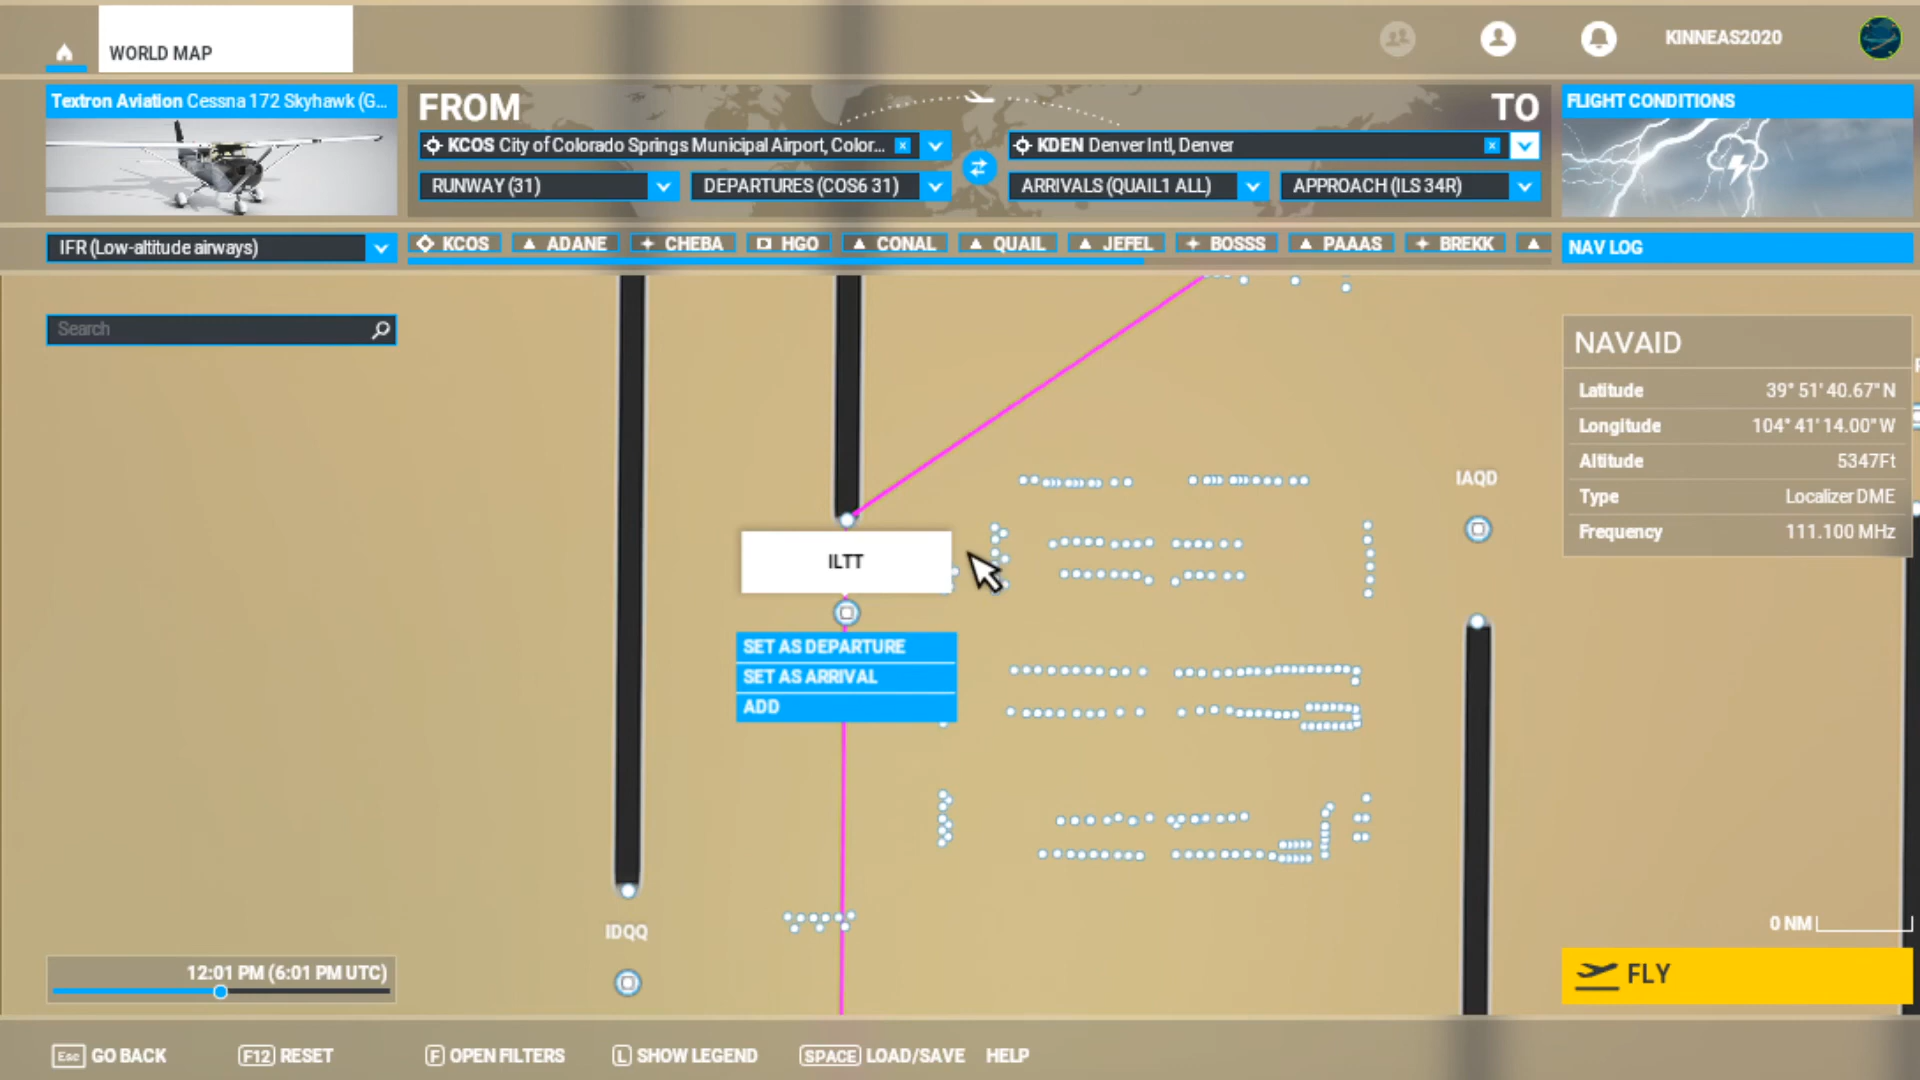 WORLD MAP
KINNEAS2020
Textron Aviation Cessna 172 Skyhawk (G...
FROM
TO
KCOS City of Colorado Springs Municipal Airport, Color...
KDEN Denver Intl, Denver
RUNWAY (31)
DEPARTURES (COS6 31)
ARRIVALS (QUAIL1 ALL)
APPROACH (ILS 34R)
FLIGHT CONDITIONS
IFR (Low-altitude airways)
KCOS
ADANE
CHEBA
HGO
CONAL
QUAIL
JEFEL
BOSSS
PAAAS
BREKK
NAV LOG
Search
NAVAID
Latitude 39° 51' 40.67" N
Longitude 104° 41' 14.00" W
Altitude 5347Ft
Type Localizer DME
Frequency 111.100 MHz
IAQD
ILTT
SET AS DEPARTURE
SET AS ARRIVAL
ADD
IDQQ
0 NM
12:01 PM (6:01 PM UTC)
FLY
Esc GO BACK
F12 RESET
F OPEN FILTERS
L SHOW LEGEND
SPACE LOAD/SAVE
HELP